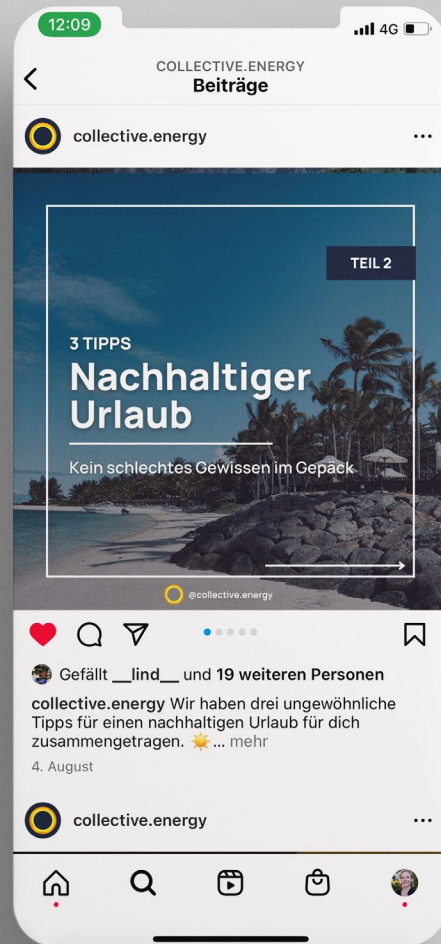 12:09
4G
COLLECTIVE.ENERGY
Beiträge
collective.energy
TEIL 2
3 TIPPS
Nachhaltiger
Urlaub
Kein schlechtes Gewissen im Gepäck
@collective.energy
Gefällt __lind__ und 19 weiteren Personen
collective.energy Wir haben drei ungewöhnliche
Tipps für einen nachhaltigen Urlaub für dich
zusammengetragen. ☀️... mehr
4. August
collective.energy